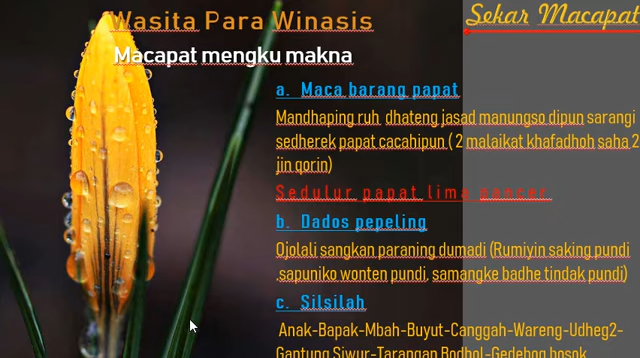 Wasita Para Winasis
Sekar Macapat
Macapat mengku makna
a. Maca barang papat
Mandhaping ruh dhateng jasad manungso dipun sarangi
sedherek papat cacahipun ( 2 malaikat khafadhoh saha 2
jin qorin)
Sedulur papat lima pancer
b. Dados pepeling
Ojolali sangkan paraning dumadi (Rumiyin saking pundi
,sapuniko wonten pundi, samangke badhe tindak pundi)
c. Silsilah
Anak-Bapak-Mbah-Buyut-Canggah-Wareng-Udheg2-
Gantung Siwur-Tarangan Bodhol-Gedebog bosok